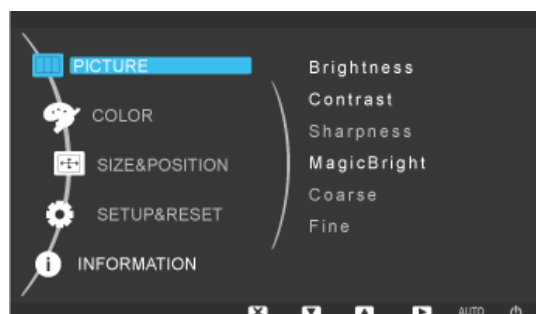 PICTURE
COLOR
SIZE&POSITION
SETUP&RESET
INFORMATION
Brightness
Contrast
Sharpness
MagicBright
Coarse
Fine
AUTO